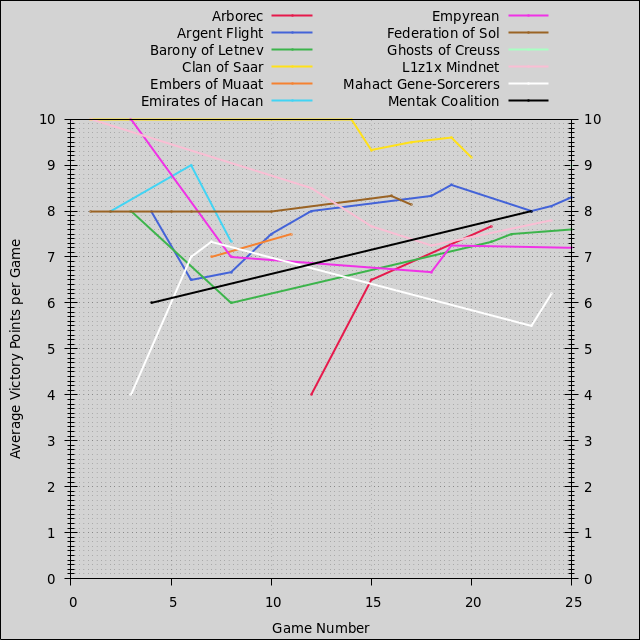 Arborec
Argent Flight
Barony of Letnev
Clan of Saar
Embers of Muaat
Emirates of Hacan
Empyrean
Federation of Sol
Ghosts of Creuss
L1z1x Mindnet
Mahact Gene-Sorcerers
Mentak Coalition
Average Victory Points per Game
10 10
9 9
8 8
7 7
6 6
5 5
4 4
3 3
2 2
1 1
0 0
0 5 10 15 20 25
Game Number